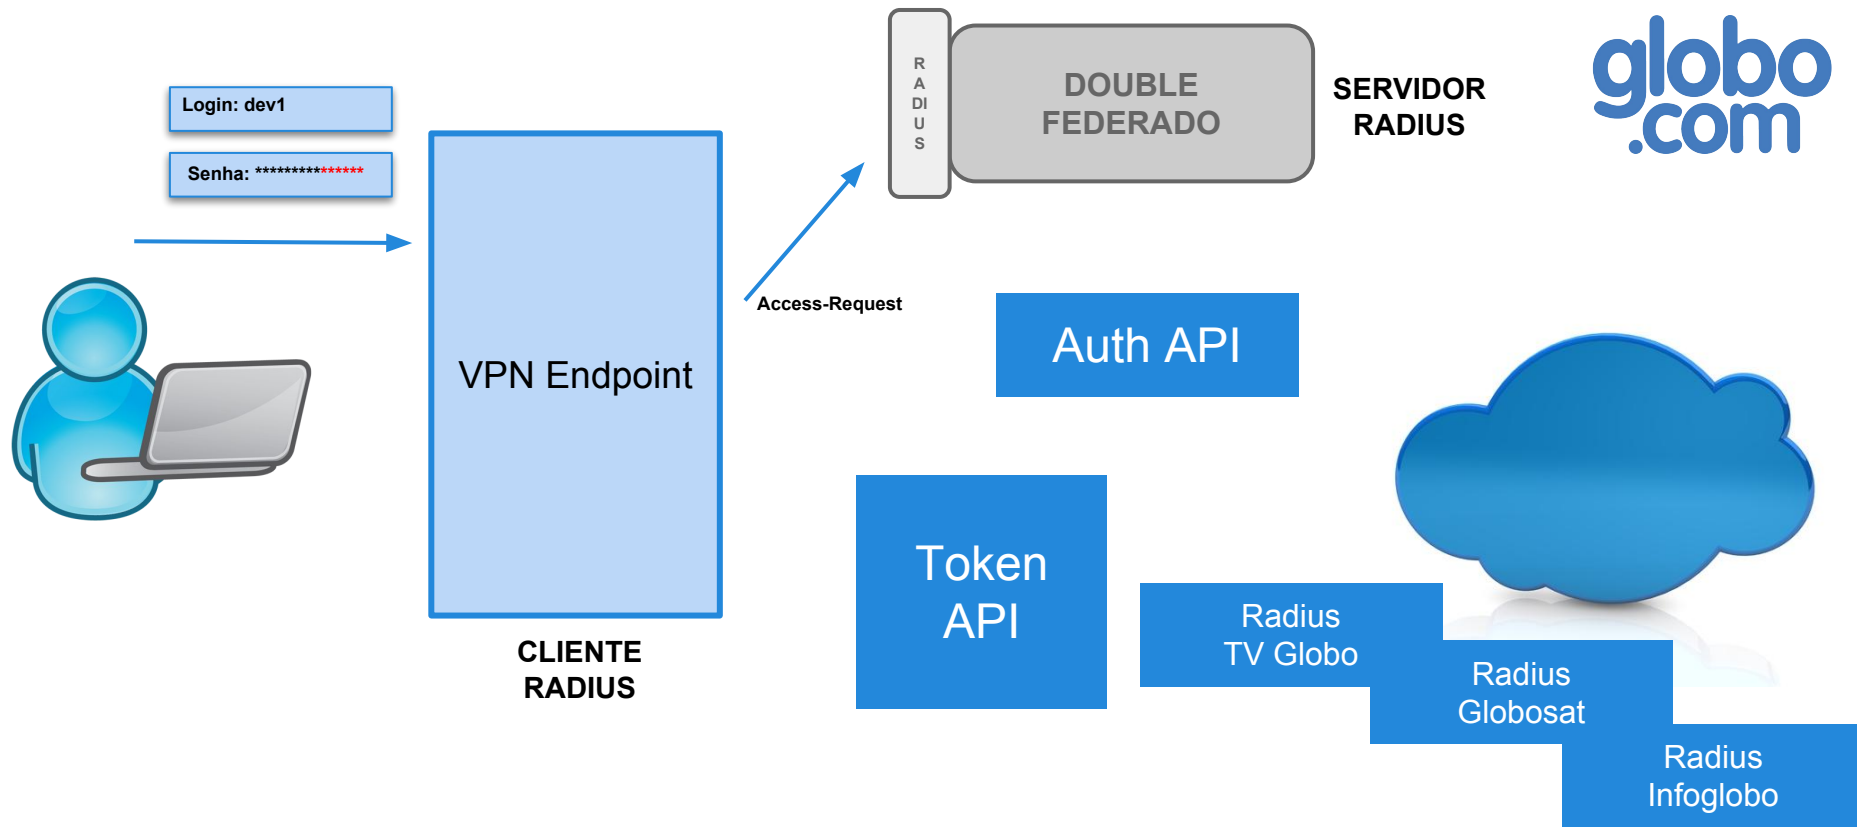 Login: dev1
Senha: ***************
VPN Endpoint
CLIENTE
RADIUS
Access-Request
R
A
DI
U
S
DOUBLE
FEDERADO
SERVIDOR
RADIUS
globo
.com
Auth API
Token
API
Radius
TV Globo
Radius
Globosat
Radius
Infoglobo